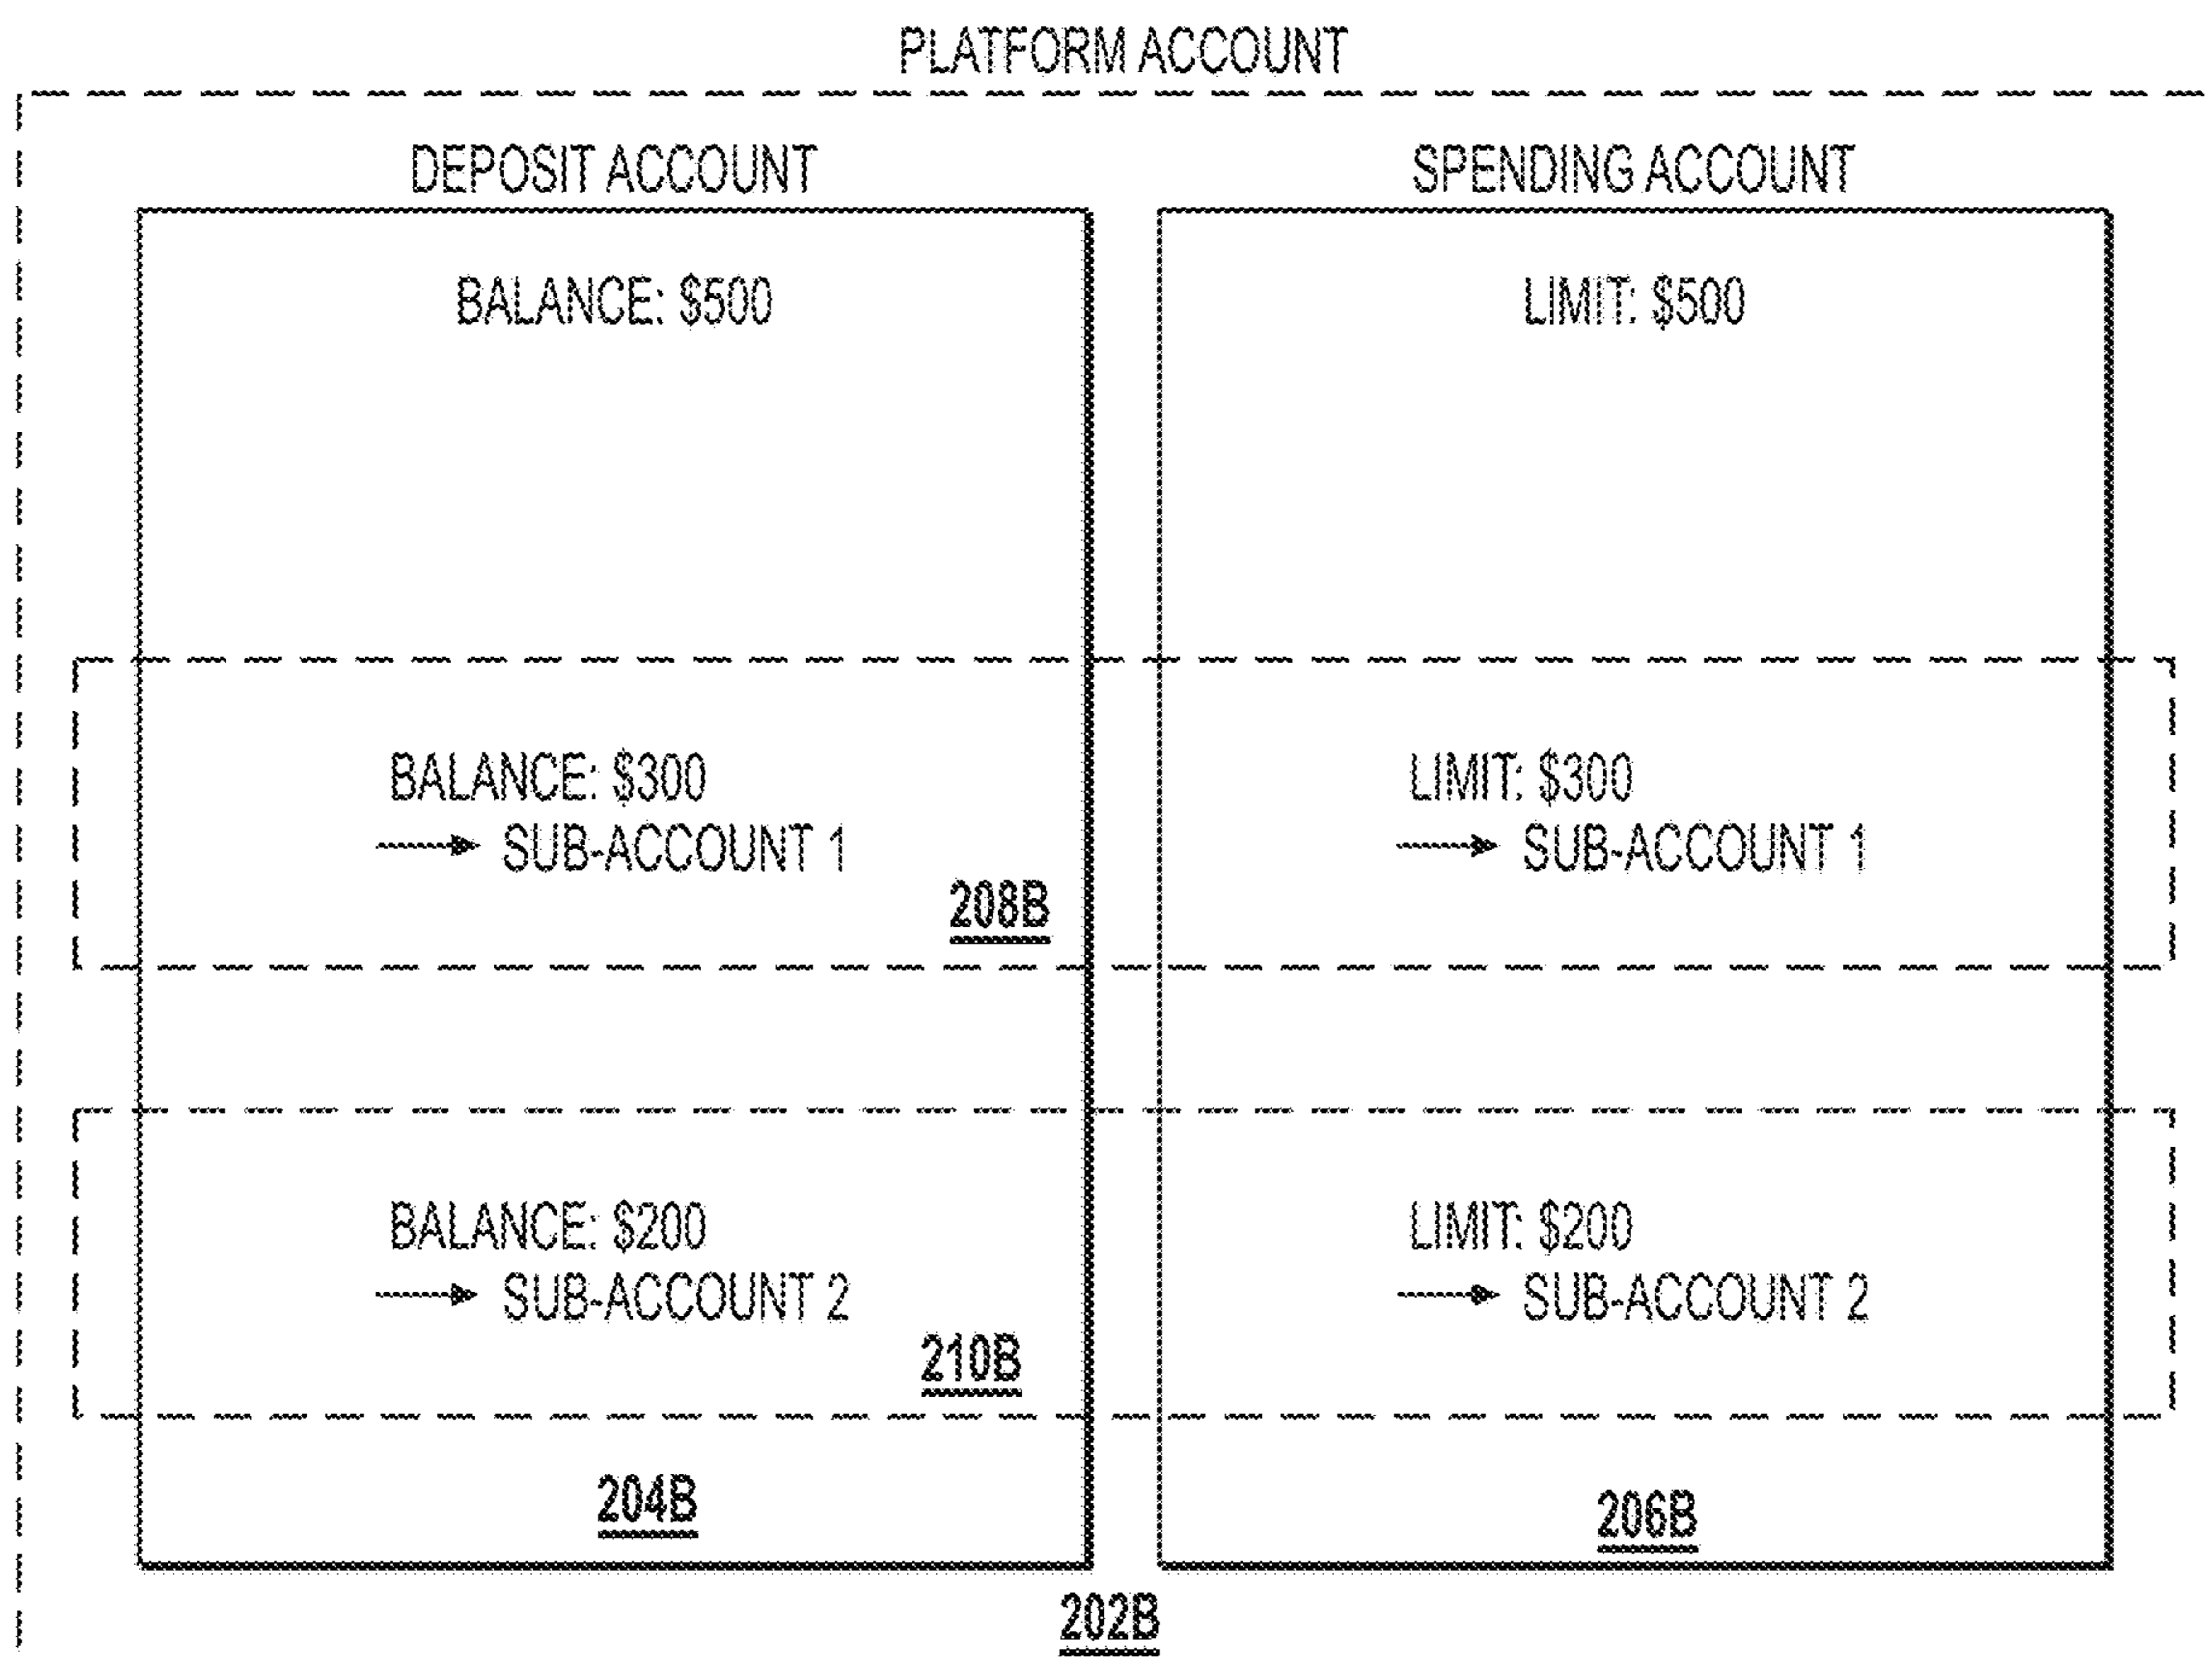 PLATFORM ACCOUNT
DEPOSIT ACCOUNT
BALANCE: $500
BALANCE: $300
SUB-ACCOUNT 1
208B
BALANCE: $200
SUB-ACCOUNT 2
210B
204B
SPENDING ACCOUNT
LIMIT: $500
LIMIT: $300
SUB-ACCOUNT 1
LIMIT: $200
SUB-ACCOUNT 2
206B
202B